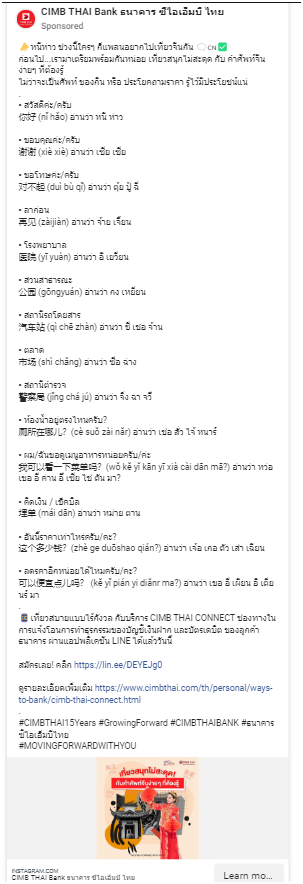 CIMB THAI Bank ธนาคาร ซีไอเอ็มบี ไทย
Sponsored
หนีห่าว ช่วงนี้ใครๆ ก็แพลนอยากไปเที่ยวจีนกัน CN ✅
ก่อนไป...เรามาเตรียมพร้อมกันหน่อย เที่ยวสนุกไม่สะดุด กับ คำศัพท์จีน
ง่ายๆ ที่ต้องรู้
ไม่ว่าจะเป็นศัพท์ ของกิน หรือ ประโยคถามราคา รู้ไว้มีประโยชน์แน่
.
• สวัสดีค่ะ/ครับ
你好 (nǐ hǎo) อ่านว่า หนี ห่าว
• ขอบคุณค่ะ/ครับ
谢谢 (xiè xiè) อ่านว่า เซี่ย เซี่ย
• ขอโทษค่ะ/ครับ
对不起 (duì bù qǐ) อ่านว่า ตุ้ย ปู้ ฉี่
• ลาก่อน
再见 (zàijiàn) อ่านว่า จ้าย เจี้ยน
• โรงพยาบาล
医院 (yī yuàn) อ่านว่า อี เยวี้ยน
• สวนสาธารณะ
公园 (gōngyuán) อ่านว่า กง เหยียน
• สถานีรถโดยสาร
汽车站 (qì chē zhàn) อ่านว่า ชี่ เชอ จ้าน
• ตลาด
市场 (shì chǎng) อ่านว่า ซื่อ ฉาง
• สถานีตำรวจ
警察局 (jǐng chá jú) อ่านว่า จิ่ง ฉา จวี๋
• ห้องน้ำอยู่ตรงไหนครับ?
厕所在哪儿? (cè suǒ zài nǎr) อ่านว่า เช่อ สั่ว ไจ้ หนาร์
• ผม/ฉันขอดูเมนูอาหารหน่อยครับ/ค่ะ
我可以看一下菜单吗? (wǒ kě yǐ kān yī xià cài dān mā?) อ่านว่า หว่อ
เขอ อี่ คาน อี๋ เซี่ย ไช่ ตัน มา?
• คิดเงิน / เช็คบิล
埋单 (mái dān) อ่านว่า หม่าย ตาน
• อันนี้ราคาเท่าไหร่ครับ/คะ?
这个多少钱? (zhè ge duōshao qián?) อ่านว่า เจ้อ เกอ ตัว เส่า เฉียน
• ลดราคาอีกหน่อยได้ไหมครับ/คะ?
可以便宜点儿吗? (kě yǐ pián yi diǎnr ma?) อ่านว่า เขอ อี่ เผียน อี๋ เตี่ย
นร์ มา
.
เที่ยวสบายแบบไร้กังวล กับบริการ CIMB THAI CONNECT ช่องทางใน
การแจ้งโอนการทำธุรกรรมของบัญชีเงินฝาก และบัตรเดบิต ของลูกค้า
ธนาคาร ผ่านแอปพลิเคชัน LINE ได้แล้ววันนี้
สมัครเลย! คลิก https://lin.ee/DEYEJg0
ดูรายละเอียดเพิ่มเติม https://www.cimbthai.com/th/personal/ways-
to-bank/cimb-thai-connect.html
.
#CIMBTHAI15Years #GrowingForward #CIMBTHAIBANK #ธนาคาร
ซีไอเอ็มบีไทย
#MOVINGFORWARDWITHYOU
เที่ยวสนุกไม่สะดุด!
กับคำศัพท์จีนง่ายๆ ที่ต้องรู้
INSTAGRAM.COM
CIMB THAI Bank ธนาคาร ซีไอเอ็มบี ไทย
Learn mo...